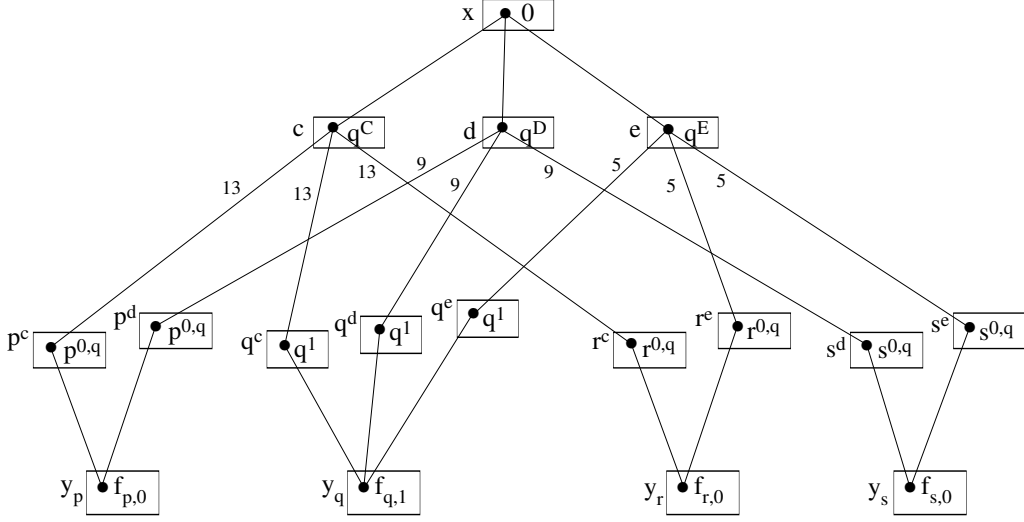 x 0
c q^C d q^D e q^E
13 13 13 9 9 9 5 5 5
p^c p^{0,q} p^d p^{0,q} q^c q^1 q^d q^1 q^e q^1 r^c r^{0,q} r^e r^{0,q} s^d s^{0,q} s^e s^{0,q}
y_p f_{p,0} y_q f_{q,1} y_r f_{r,0} y_s f_{s,0}